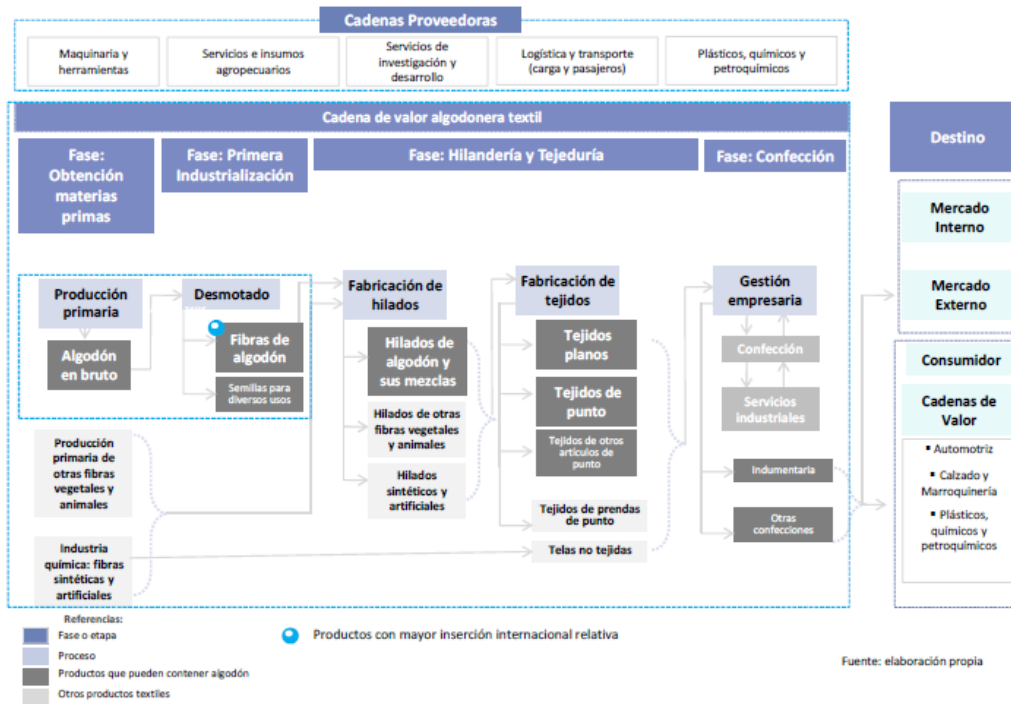 Cadenas Proveedoras
Maquinaria y
herramientas
Servicios e insumos
agropecuarios
Servicios de
investigación y
desarrollo
Logística y transporte
(carga y pasajeros)
Plásticos, químicos y
petroquímicos
Cadena de valor algodonera textil
Fase:
Obtención
materias
primas
Fase: Primera
Industrialización
Fase: Hilandería y Tejeduría
Fase: Confección
Destino
Producción
primaria
Algodón
en bruto
Desmotado
Fibras de
algodón
Semillas para
diversos usos
Producción
primaria de
otras fibras
vegetales y
animales
Industria
química: fibras
sintéticas y
artificiales
Fabricación de
hilados
Hilados de
algodón y
sus mezclas
Hilados de otras
fibras vegetales
y animales
Hilados
sintéticos y
artificiales
Fabricación de
tejidos
Tejidos
planos
Tejidos de
punto
Tejidos de otros
artículos de
punto
Tejidos de prendas
de punto
Telas no tejidas
Gestión
empresaria
Confección
Servicios
industriales
Indumentaria
Otras
confecciones
Mercado
Interno
Mercado
Externo
Consumidor
Cadenas de
Valor
▪ Automotriz
▪ Calzado y
Marroquinería
▪ Plásticos,
químicos y
petroquímicos
Referencias:
Fase o etapa
Proceso
Productos que pueden contener algodón
Otros productos textiles
Productos con mayor inserción internacional relativa
Fuente: elaboración propia